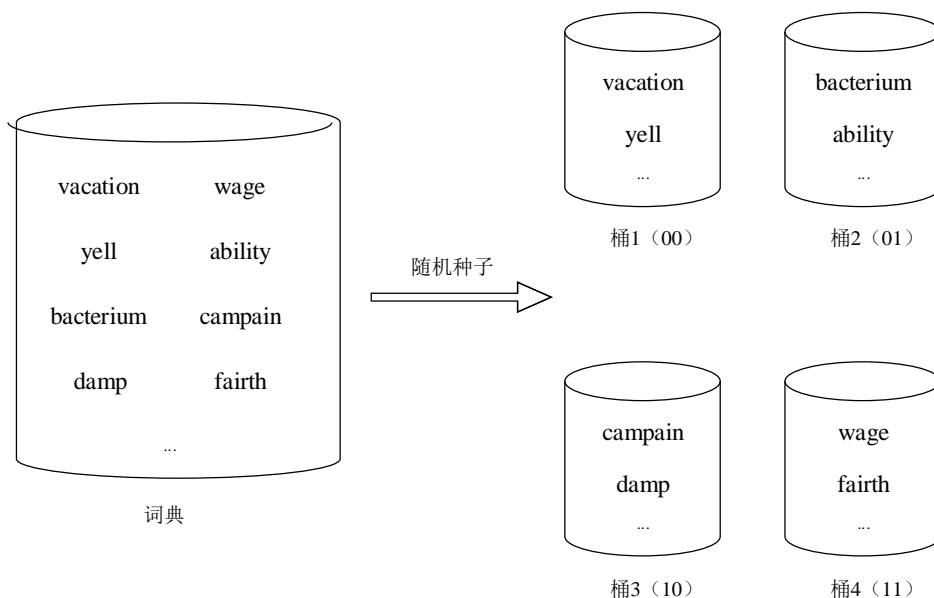 vacation wage
yell ability
bacterium campain
damp fairth
...
词典
随机种子
vacation
yell
...
桶1（00）
bacterium
ability
...
桶2（01）
campain
damp
...
桶3（10）
wage
fairth
...
桶4（11）